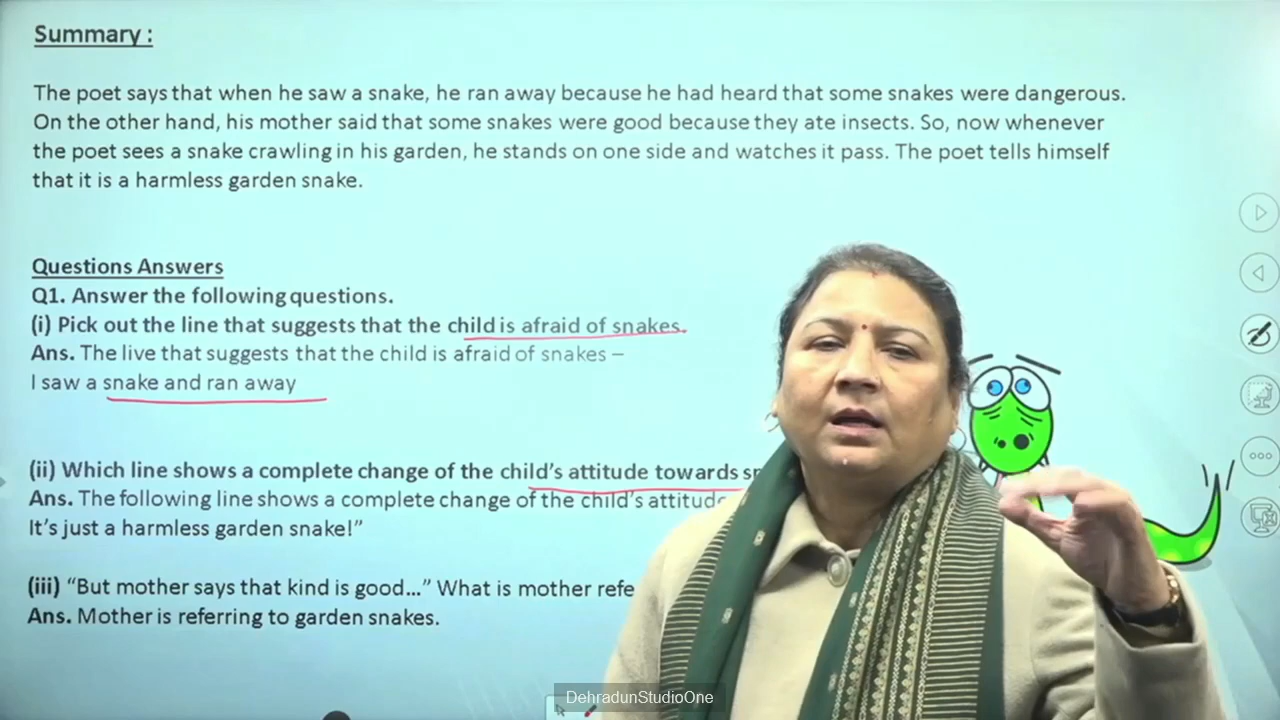 Summary :
The poet says that when he saw a snake, he ran away because he had heard that some snakes were dangerous.
On the other hand, his mother said that some snakes were good because they ate insects. So, now whenever
the poet sees a snake crawling in his garden, he stands on one side and watches it pass. The poet tells himself
that it is a harmless garden snake.
Questions Answers
Q1. Answer the following questions.
(i) Pick out the line that suggests that the child is afraid of snakes.
Ans. The live that suggests that the child is afraid of snakes –
I saw a snake and ran away
(ii) Which line shows a complete change of the child's attitude towards
Ans. The following line shows a complete change of the child's attitude
It's just a harmless garden snake!”
(iii) “But mother says that kind is good...” What is mother
Ans. Mother is referring to garden snakes.
DehradunStudioOne